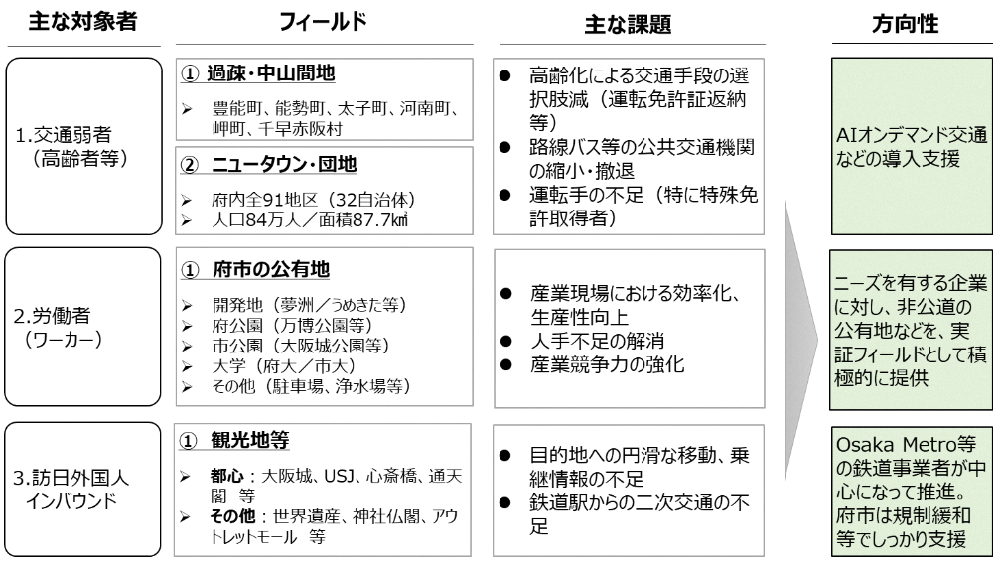 主な対象者
フィールド
主な課題
方向性
1.交通弱者
（高齢者等）
① 過疎・中山間地
➢ 豊能町、能勢町、太子町、河南町、
岬町、千早赤阪村
② ニュータウン・団地
➢ 府内全91地区（32自治体）
➢ 人口84万人／面積87.7㎢
● 高齢化による交通手段の選
択肢減（運転免許証返納
等）
● 路線バス等の公共交通機関
の縮小・撤退
● 運転手の不足（特に特殊免
許取得者）
AIオンデマンド交通
などの導入支援
2.労働者
（ワーカー）
① 府市の公有地
➢ 開発地（夢洲／うめきた等）
➢ 府公園（万博公園等）
➢ 市公園（大阪城公園等）
➢ 大学（府大／市大）
➢ その他（駐車場、浄水場等）
● 産業現場における効率化、
生産性向上
● 人手不足の解消
● 産業競争力の強化
ニーズを有する企業
に対し、非公道の
公有地などを、実
証フィールドとして積
極的に提供
3.訪日外国人
インバウンド
① 観光地等
➢ 都心：大阪城、USJ、心斎橋、通天
閣 等
➢ その他：世界遺産、神社仏閣、アウ
トレットモール 等
● 目的地への円滑な移動、乗
継情報の不足
● 鉄道駅からの二次交通の不
足
Osaka Metro等
の鉄道事業者が中
心になって推進。
府市は規制緩和
等でしっかり支援